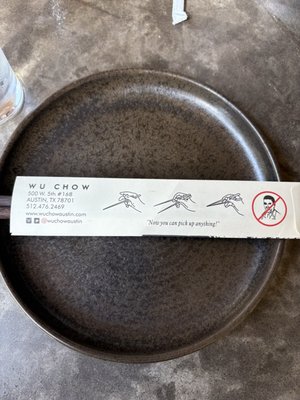 WU CHOW
500 W. 5th #168
AUSTIN, TX 78701
512.476.2469
www.wuchowaustin.com
@wuchowaustin
"Now you can pick up anything!"